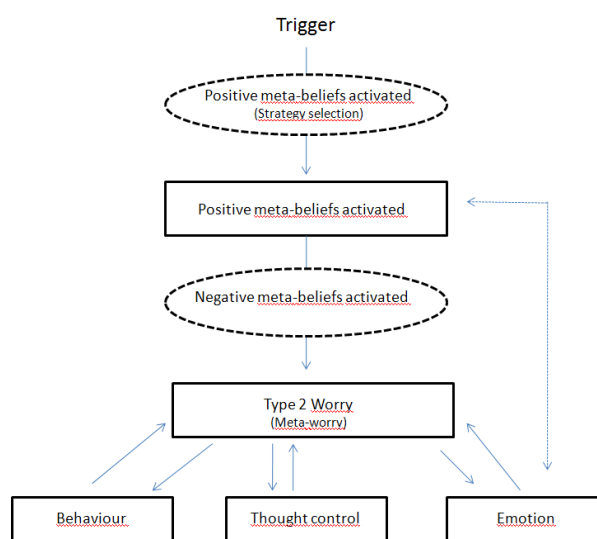 Trigger
Positive meta-beliefs activated
(Strategy selection)
Positive meta-beliefs activated
Negative meta-beliefs activated
Type 2 Worry
(Meta-worry)
Behaviour
Thought control
Emotion